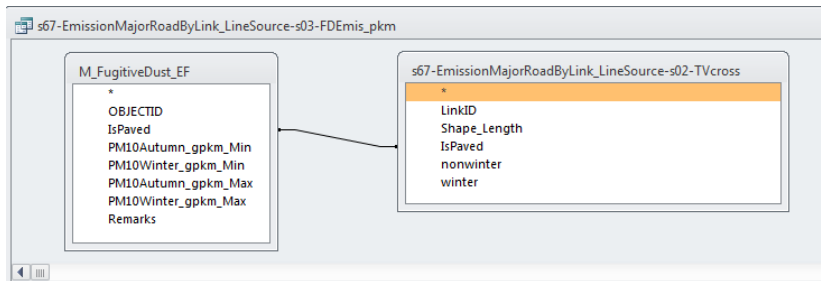 s67-EmissionMajorRoadByLink_LineSource-s03-FDEmis_pkm
M_FugitiveDust_EF
*
OBJECTID
IsPaved
PM10Autumn_gpkm_Min
PM10Winter_gpkm_Min
PM10Autumn_gpkm_Max
PM10Winter_gpkm_Max
Remarks
s67-EmissionMajorRoadByLink_LineSource-s02-TVcross
*
LinkID
Shape_Length
IsPaved
nonwinter
winter